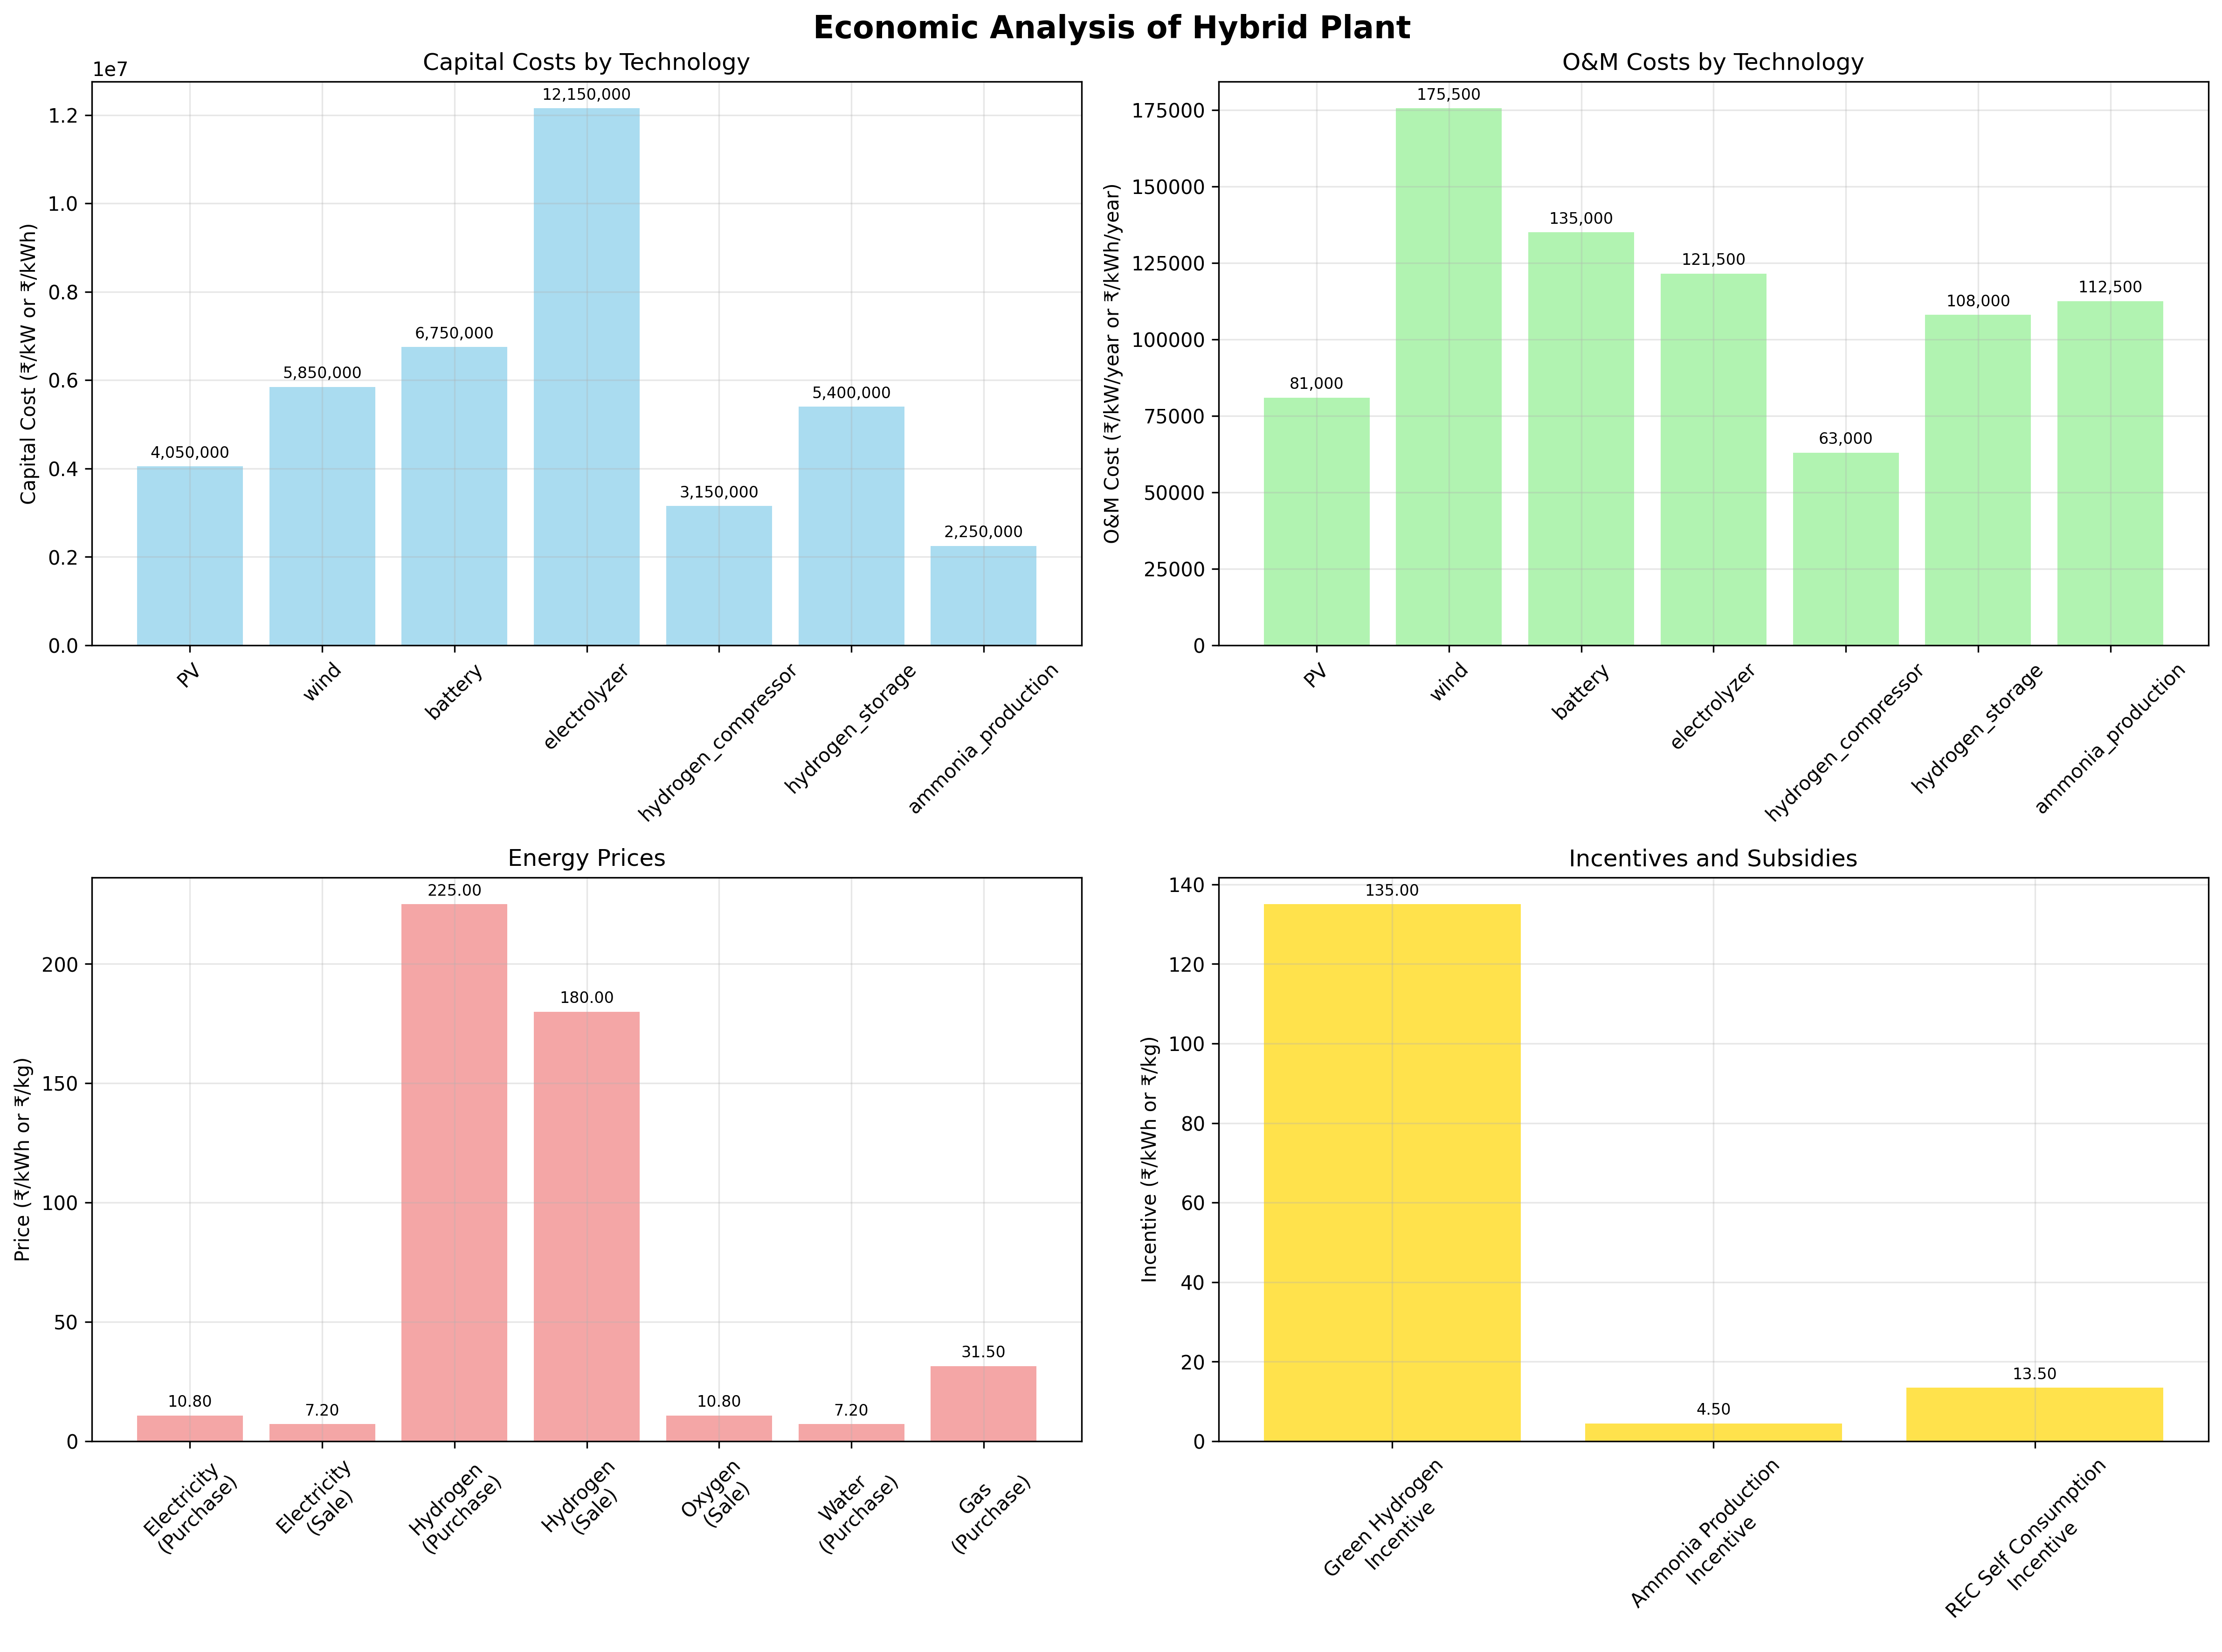 Economic Analysis of Hybrid Plant
Capital Costs by Technology
1e7
Capital Cost (₹/kW or ₹/kWh)
1.2
1.0
0.8
0.6
0.4
0.2
0.0
4,050,000
5,850,000
6,750,000
12,150,000
3,150,000
5,400,000
2,250,000
PV
wind
battery
electrolyzer
hydrogen_compressor
hydrogen_storage
ammonia_production
O&M Costs by Technology
O&M Cost (₹/kW/year or ₹/kWh/year)
175000
150000
125000
100000
75000
50000
25000
0
81,000
175,500
135,000
121,500
63,000
108,000
112,500
PV
wind
battery
electrolyzer
hydrogen_compressor
hydrogen_storage
ammonia_production
Energy Prices
Price (₹/kWh or ₹/kg)
200
150
100
50
0
10.80
7.20
225.00
180.00
10.80
7.20
31.50
Electricity
(Purchase)
Electricity
(Sale)
Hydrogen
(Purchase)
Hydrogen
(Sale)
Oxygen
(Sale)
Water
(Purchase)
Gas
(Purchase)
Incentives and Subsidies
Incentive (₹/kWh or ₹/kg)
140
120
100
80
60
40
20
0
135.00
4.50
13.50
Green Hydrogen
Incentive
Ammonia Production
Incentive
REC Self Consumption
Incentive